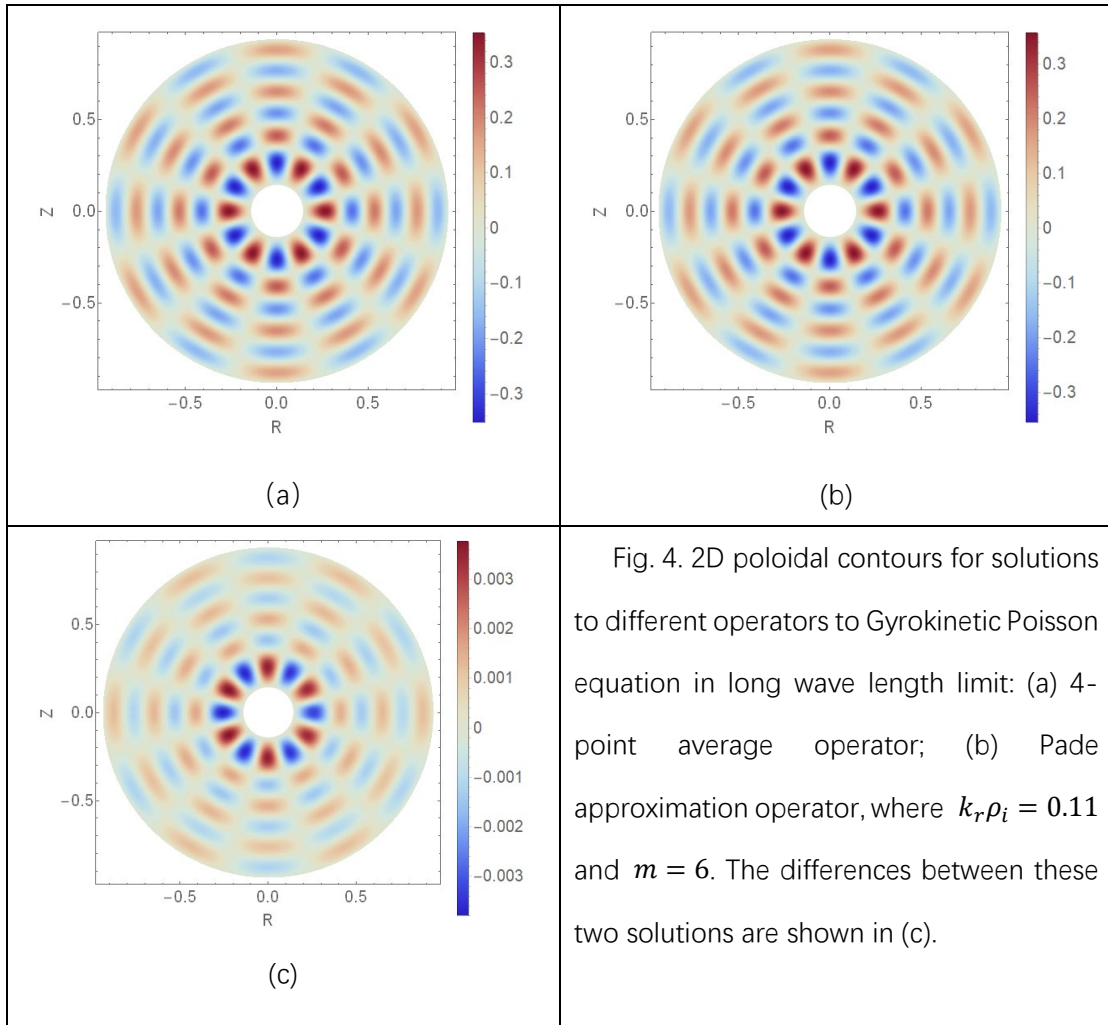 0.5
0.0
−0.5
Z
−0.5
0.0
0.5
R
0.3
0.2
0.1
0
−0.1
−0.2
−0.3
(a)
0.5
0.0
−0.5
Z
−0.5
0.0
0.5
R
0.3
0.2
0.1
0
−0.1
−0.2
−0.3
(b)
0.5
0.0
−0.5
Z
−0.5
0.0
0.5
R
0.003
0.002
0.001
0
−0.001
−0.002
−0.003
(c)
Fig. 4. 2D poloidal contours for solutions
to different operators to Gyrokinetic Poisson
equation in long wave length limit: (a) 4-
point average operator; (b) Pade
approximation operator, where k_rρ_i = 0.11
and m = 6. The differences between these
two solutions are shown in (c).